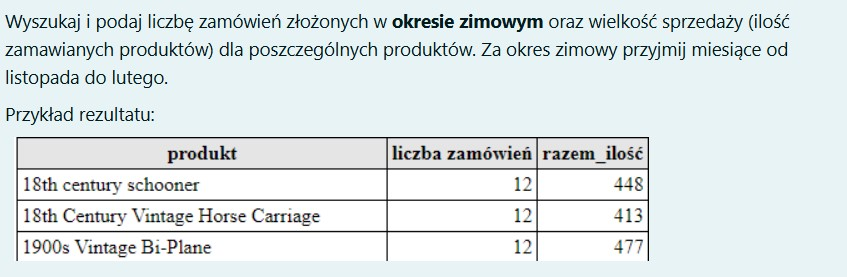 Wyszukaj i podaj liczbę zamówień złożonych w okresie zimowym oraz wielkość sprzedaży (ilość
zamawianych produktów) dla poszczególnych produktów. Za okres zimowy przyjmij miesiące od
listopada do lutego.
Przykład rezultatu:
produkt liczba zamówień razem_ilość
18th century schooner 12 448
18th Century Vintage Horse Carriage 12 413
1900s Vintage Bi-Plane 12 477